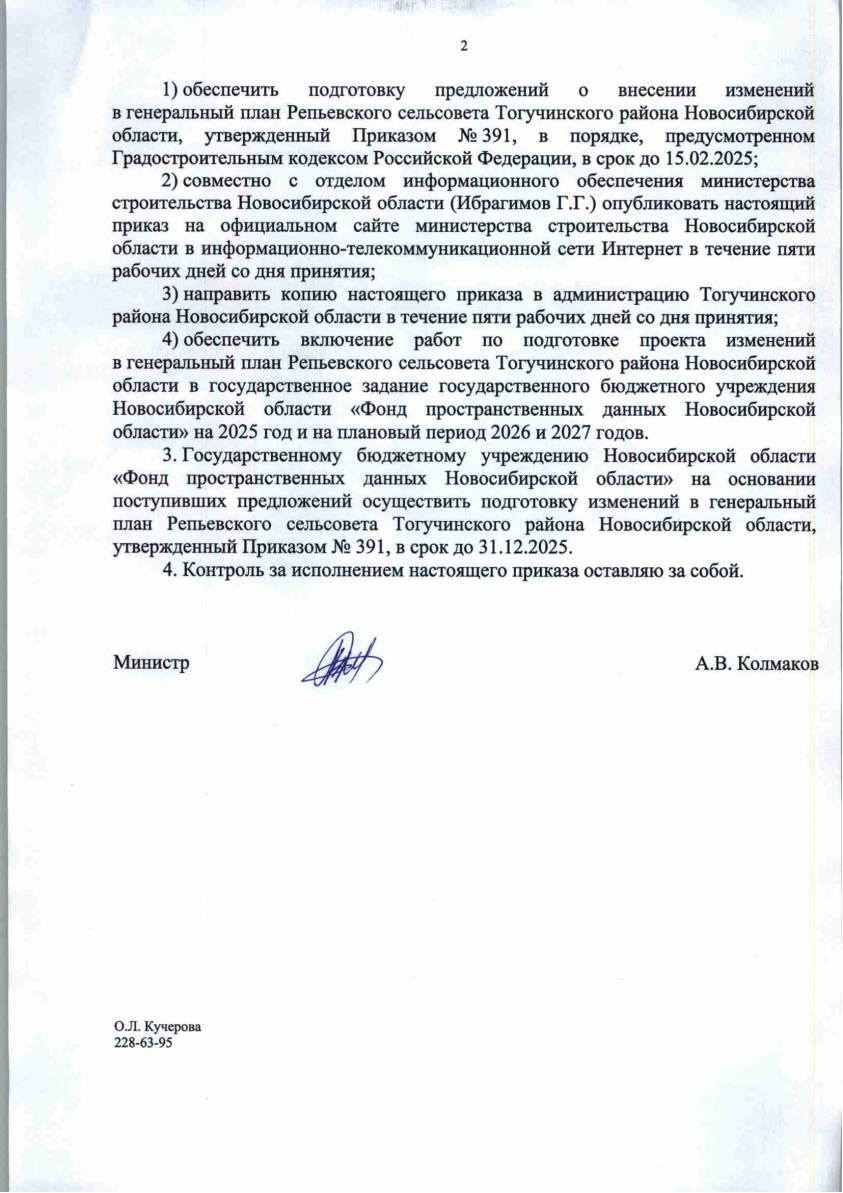 2
1) обеспечить подготовку предложений о внесении изменений
в генеральный план Репьевского сельсовета Тогучинского района Новосибирской
области, утвержденный Приказом № 391, в порядке, предусмотренном
Градостроительным кодексом Российской Федерации, в срок до 15.02.2025;
2) совместно с отделом информационного обеспечения министерства
строительства Новосибирской области (Ибрагимов Г.Г.) опубликовать настоящий
приказ на официальном сайте министерства строительства Новосибирской
области в информационно-телекоммуникационной сети Интернет в течение пяти
рабочих дней со дня принятия;
3) направить копию настоящего приказа в администрацию Тогучинского
района Новосибирской области в течение пяти рабочих дней со дня принятия;
4) обеспечить включение работ по подготовке проекта изменений
в генеральный план Репьевского сельсовета Тогучинского района Новосибирской
области в государственное задание государственного бюджетного учреждения
Новосибирской области «Фонд пространственных данных Новосибирской
области» на 2025 год и на плановый период 2026 и 2027 годов.
3. Государственному бюджетному учреждению Новосибирской области
«Фонд пространственных данных Новосибирской области» на основании
поступивших предложений осуществить подготовку изменений в генеральный
план Репьевского сельсовета Тогучинского района Новосибирской области,
утвержденный Приказом № 391, в срок до 31.12.2025.
4. Контроль за исполнением настоящего приказа оставляю за собой.
Министр А.В. Колмаков
О.Л. Кучерова
228-63-95